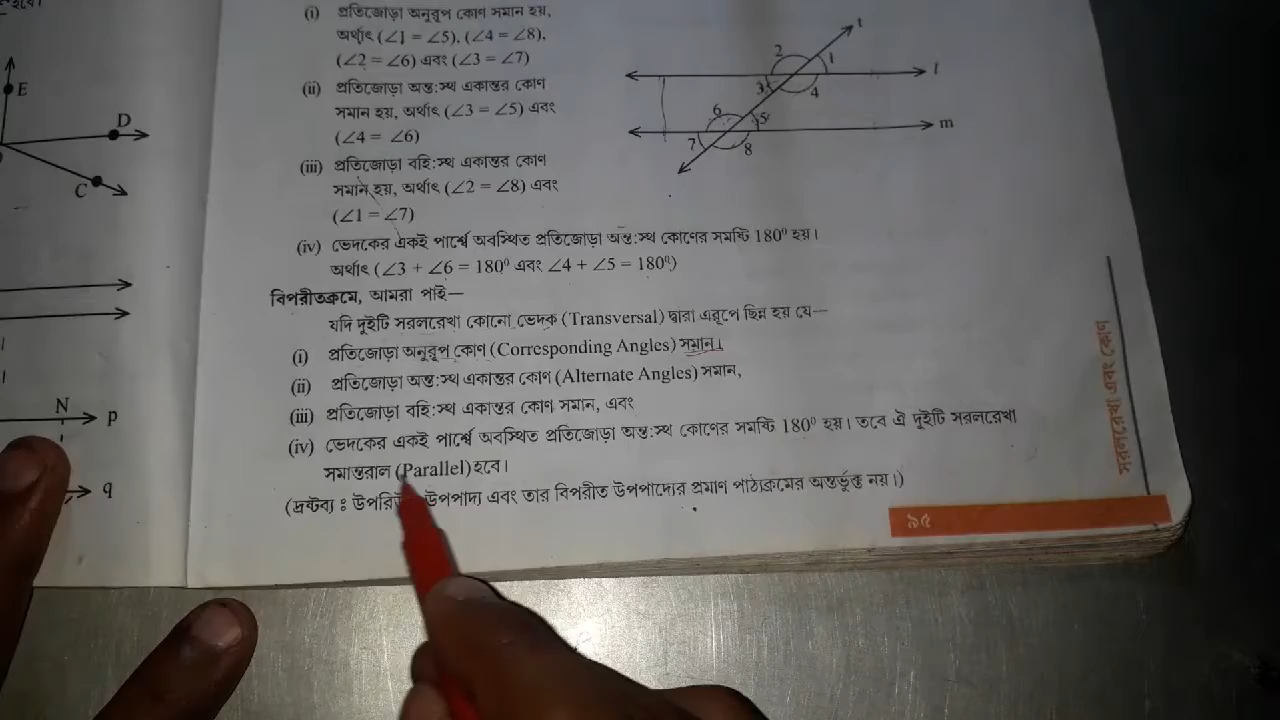 হবে।
E
D
C
N
p
q
(i) প্রতিজোড়া অনুরূপ কোণ সমান হয়,
অর্থাৎ (∠1 = ∠5), (∠4 = ∠8),
(∠2 = ∠6) এবং (∠3 = ∠7)
(ii) প্রতিজোড়া অন্ত:স্থ একান্তর কোণ
সমান হয়, অর্থাৎ (∠3 = ∠5) এবং
(∠4 = ∠6)
(iii) প্রতিজোড়া বহি:স্থ একান্তর কোণ
সমান হয়, অর্থাৎ (∠2 = ∠8) এবং
(∠1 = ∠7)
t
2
1
l
3
4
6
5
m
7
8
(iv) ভেদকের একই পার্শ্বে অবস্থিত প্রতিজোড়া অন্ত:স্থ কোণের সমষ্টি 180⁰ হয়।
অর্থাৎ (∠3 + ∠6 = 180⁰ এবং ∠4 + ∠5 = 180⁰)
বিপরীতক্রমে, আমরা পাই—
যদি দুইটি সরলরেখা কোনো ভেদক (Transversal) দ্বারা এরূপে ছিন্ন হয় যে—
(i) প্রতিজোড়া অনুরূপ কোণ (Corresponding Angles) সমান।
(ii) প্রতিজোড়া অন্ত:স্থ একান্তর কোণ (Alternate Angles) সমান,
(iii) প্রতিজোড়া বহি:স্থ একান্তর কোণ সমান, এবং
(iv) ভেদকের একই পার্শ্বে অবস্থিত প্রতিজোড়া অন্ত:স্থ কোণের সমষ্টি 180⁰ হয়। তবে ঐ দুইটি সরলরেখা
সমান্তরাল (Parallel) হবে।
(দ্রষ্টব্য : উপপাদ্য এবং তার বিপরীত উপপাদ্যের প্রমাণ পাঠ্যক্রমের অন্তর্ভুক্ত নয়।)
সরলরেখা এবং কোণ
৯৫